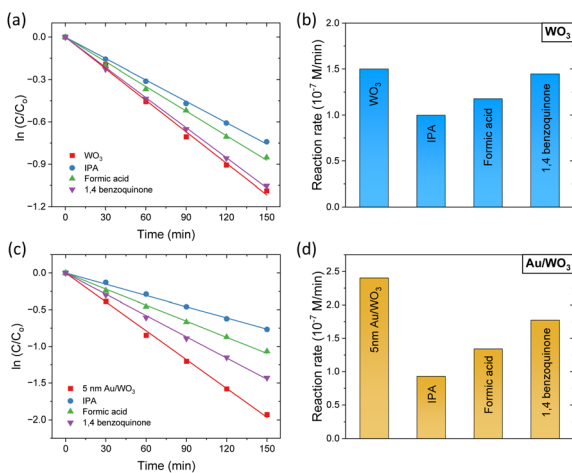 (a)
0.0
-0.3
-0.6
-0.9
-1.2
ln (C/C₀)
WO₃
IPA
Formic acid
1,4 benzoquinone
0 30 60 90 120 150
Time (min)
(b)
WO₃
2.0
1.5
1.0
0.5
0.0
Reaction rate (10⁻⁷ M/min)
WO₃
IPA
Formic acid
1,4 benzoquinone
(c)
0.0
-0.5
-1.0
-1.5
-2.0
ln (C/C₀)
5 nm Au/WO₃
IPA
Formic acid
1,4 benzoquinone
0 30 60 90 120 150
Time (min)
(d)
Au/WO₃
2.5
2.0
1.5
1.0
0.5
0.0
Reaction rate (10⁻⁷ M/min)
5nm Au/WO₃
IPA
Formic acid
1,4 benzoquinone